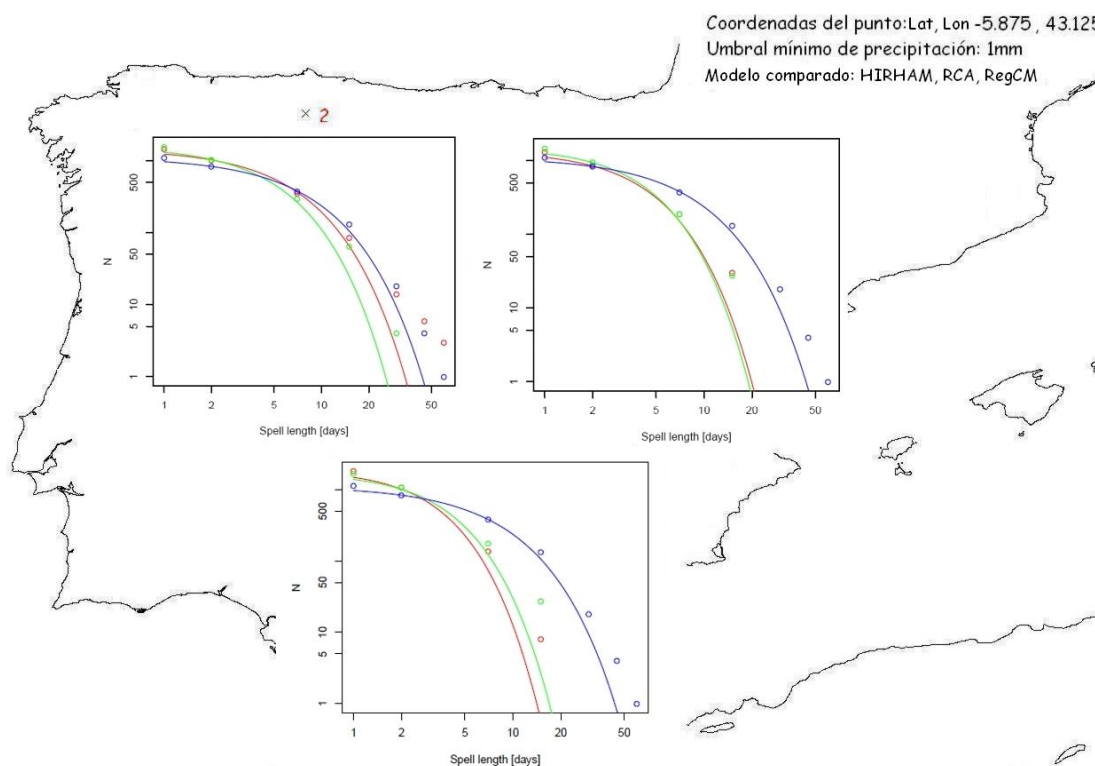 Coordenadas del punto:Lat, Lon -5.875 , 43.125
Umbral mínimo de precipitación: 1mm
Modelo comparado: HIRHAM, RCA, RegCM
× 2
500
50
10
5
1
N
1 2 5 10 20 50
Spell length [days]
500
50
10
5
1
N
1 2 5 10 20 50
Spell length [days]
500
50
10
5
1
N
1 2 5 10 20 50
Spell length [days]